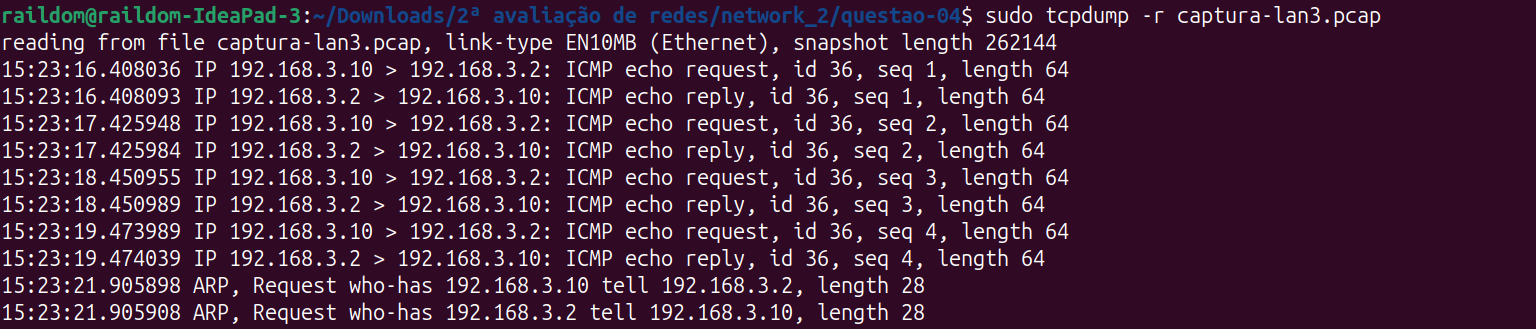 raildom@raildom-IdeaPad-3:~/Downloads/2ª avaliação de redes/network_2/questao-04$ sudo tcpdump -r captura-lan3.pcap
reading from file captura-lan3.pcap, link-type EN10MB (Ethernet), snapshot length 262144
15:23:16.408036 IP 192.168.3.10 > 192.168.3.2: ICMP echo request, id 36, seq 1, length 64
15:23:16.408093 IP 192.168.3.2 > 192.168.3.10: ICMP echo reply, id 36, seq 1, length 64
15:23:17.425948 IP 192.168.3.10 > 192.168.3.2: ICMP echo request, id 36, seq 2, length 64
15:23:17.425984 IP 192.168.3.2 > 192.168.3.10: ICMP echo reply, id 36, seq 2, length 64
15:23:18.450955 IP 192.168.3.10 > 192.168.3.2: ICMP echo request, id 36, seq 3, length 64
15:23:18.450989 IP 192.168.3.2 > 192.168.3.10: ICMP echo reply, id 36, seq 3, length 64
15:23:19.473989 IP 192.168.3.10 > 192.168.3.2: ICMP echo request, id 36, seq 4, length 64
15:23:19.474039 IP 192.168.3.2 > 192.168.3.10: ICMP echo reply, id 36, seq 4, length 64
15:23:21.905898 ARP, Request who-has 192.168.3.10 tell 192.168.3.2, length 28
15:23:21.905908 ARP, Request who-has 192.168.3.2 tell 192.168.3.10, length 28